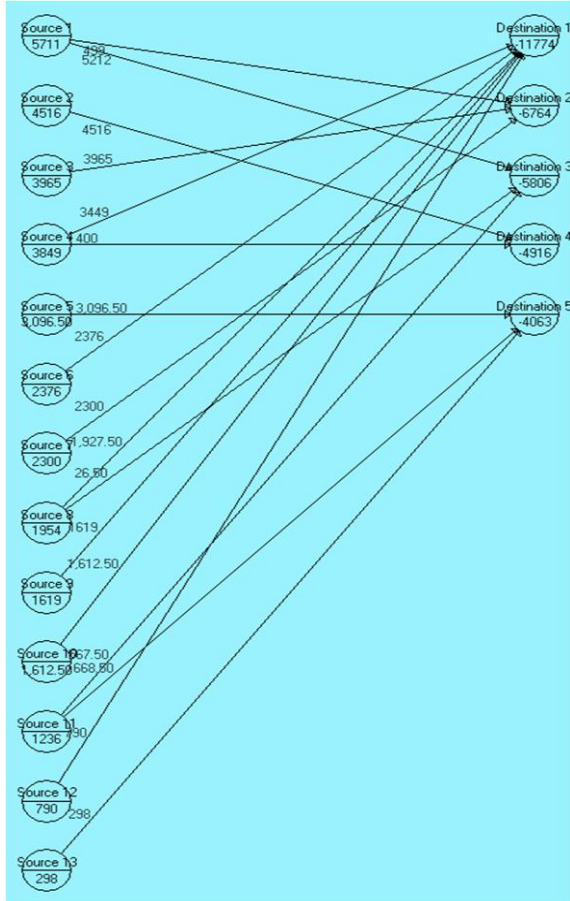 Source 1
5711
499
5212
Destination 1
-11774
Source 2
4516
4516
Destination 2
-6764
Source 3
3965
3965
Destination 3
-5806
Source 4
3849
3449
400
Destination 4
-4916
Source 5
3,096.50
3,096.50
Destination 5
-4063
Source 6
2376
2376
Source 7
2300
2300
Source 8
1954
1,927.50
26.50
Source 9
1619
1619
Source 10
1,612.50
1,612.50
Source 11
1236
567.50
668.50
Source 12
790
790
Source 13
298
298